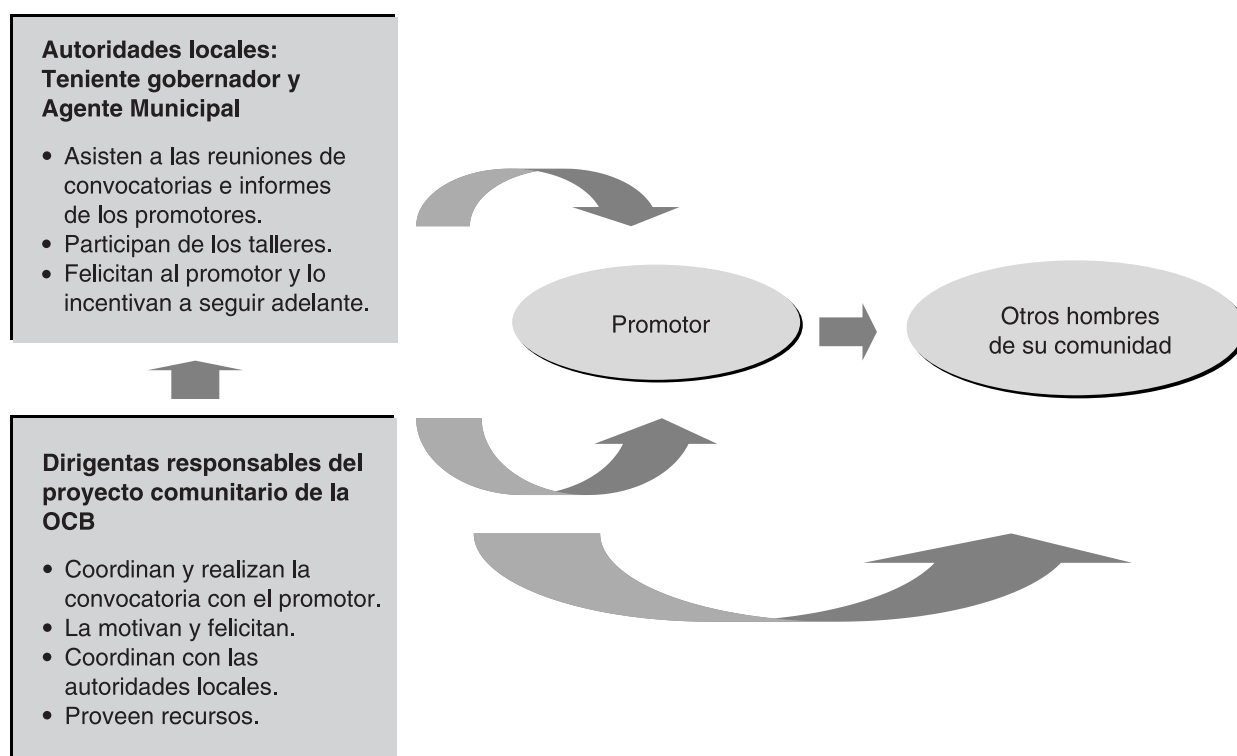 Autoridades locales:
Teniente gobernador y
Agente Municipal
• Asisten a las reuniones de
convocatorias e informes
de los promotores.
• Participan de los talleres.
• Felicitan al promotor y lo
incentivan a seguir adelante.
Promotor
Otros hombres
de su comunidad
Dirigentas responsables del
proyecto comunitario de la
OCB
• Coordinan y realizan la
convocatoria con el promotor.
• La motivan y felicitan.
• Coordinan con las
autoridades locales.
• Proveen recursos.